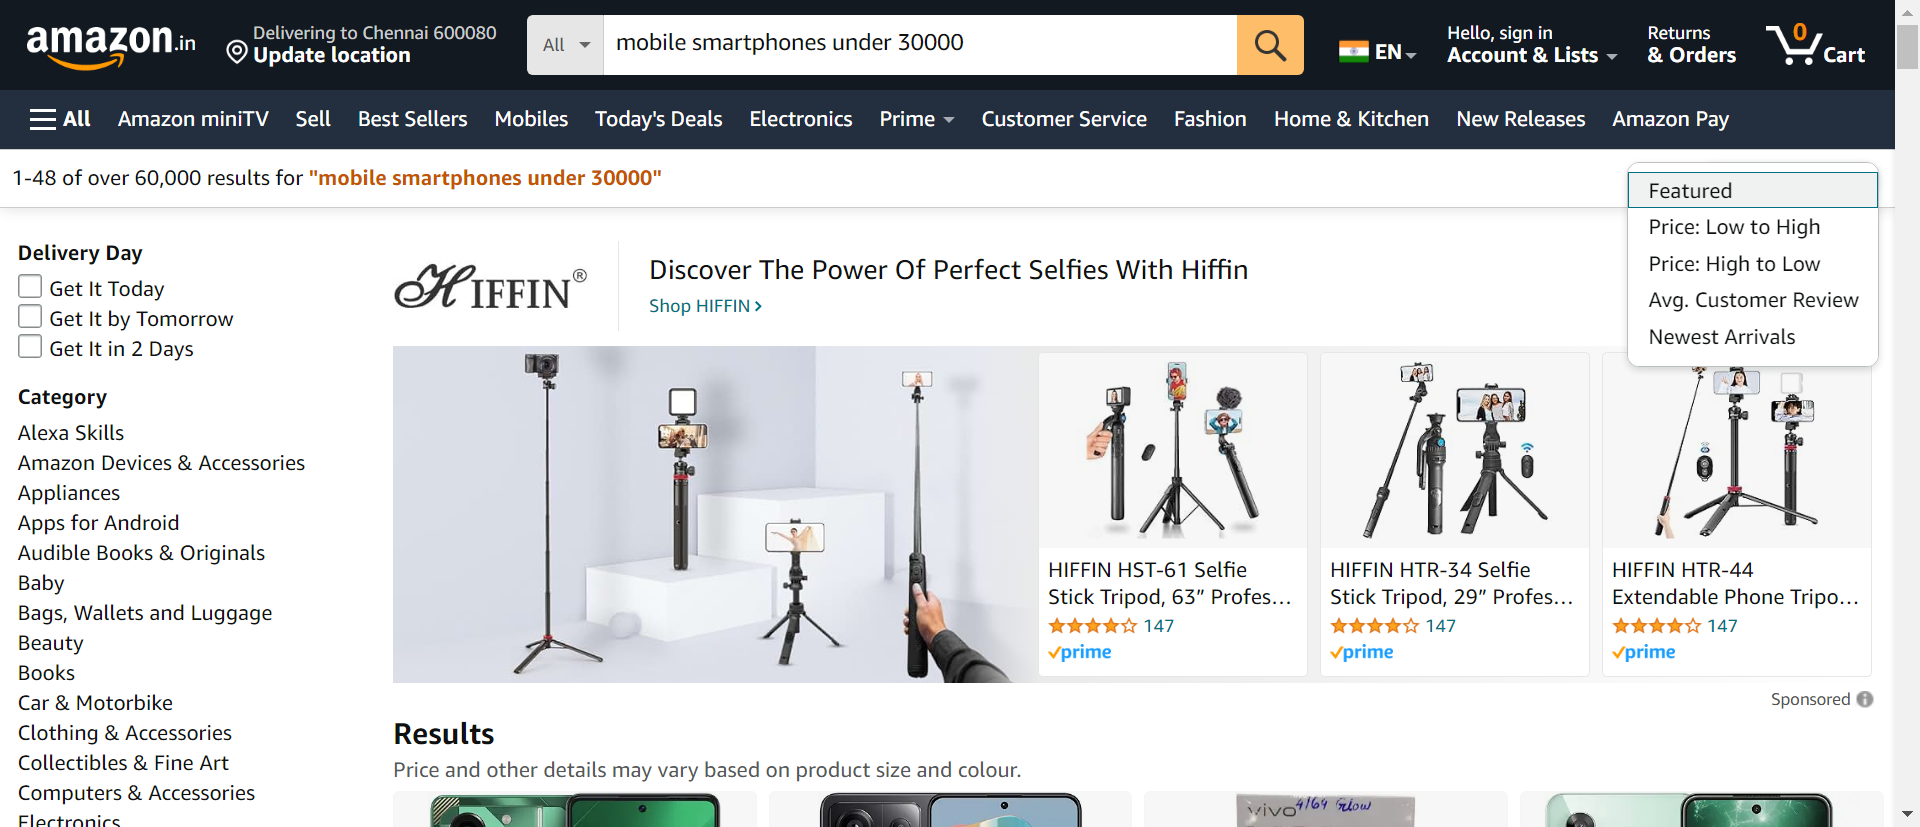 amazon.in
Delivering to Chennai 600080
Update location
All
mobile smartphones under 30000
EN
Hello, sign in
Account & Lists
Returns
& Orders
0
Cart
All
Amazon miniTV
Sell
Best Sellers
Mobiles
Today's Deals
Electronics
Prime
Customer Service
Fashion
Home & Kitchen
New Releases
Amazon Pay
1-48 of over 60,000 results for "mobile smartphones under 30000"
Featured
Price: Low to High
Price: High to Low
Avg. Customer Review
Newest Arrivals
Delivery Day
Get It Today
Get It by Tomorrow
Get It in 2 Days
Category
Alexa Skills
Amazon Devices & Accessories
Appliances
Apps for Android
Audible Books & Originals
Baby
Bags, Wallets and Luggage
Beauty
Books
Car & Motorbike
Clothing & Accessories
Collectibles & Fine Art
Computers & Accessories
Electronics
HIFFIN®
Discover The Power Of Perfect Selfies With Hiffin
Shop HIFFIN ›
HIFFIN HST-61 Selfie
Stick Tripod, 63” Profes…
147
prime
HIFFIN HTR-34 Selfie
Stick Tripod, 29” Profes…
147
prime
HIFFIN HTR-44
Extendable Phone Tripo…
147
prime
Sponsored
Results
Price and other details may vary based on product size and colour.
vivo
4/64